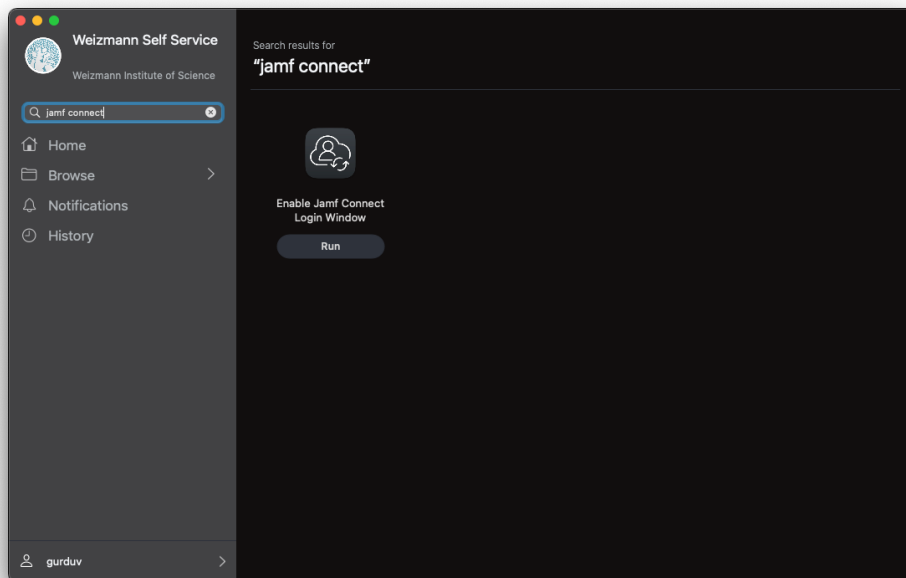 Weizmann Self Service
Weizmann Institute of Science
jamf connect
Home
Browse
Notifications
History
gurduv
Search results for
“jamf connect”
Enable Jamf Connect
Login Window
Run